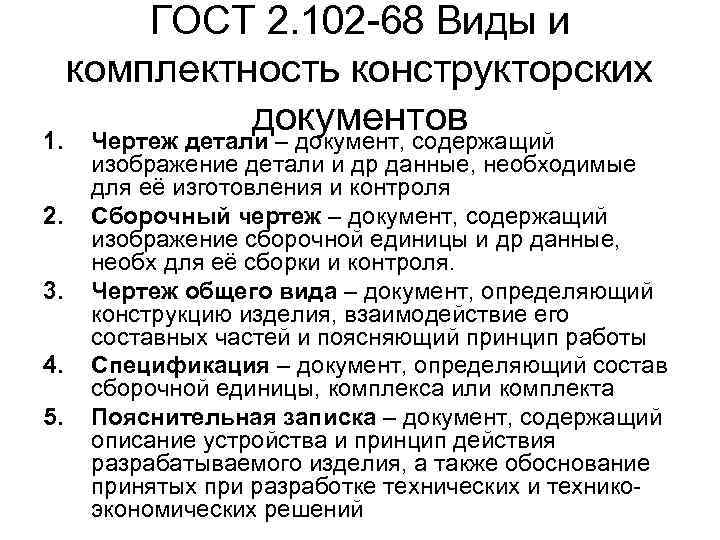 ГОСТ 2. 102-68 Виды и
комплектность конструкторских
документов
1. Чертеж детали – документ, содержащий
изображение детали и др данные, необходимые
для её изготовления и контроля
2. Сборочный чертеж – документ, содержащий
изображение сборочной единицы и др данные,
необх для её сборки и контроля.
3. Чертеж общего вида – документ, определяющий
конструкцию изделия, взаимодействие его
составных частей и поясняющий принцип работы
4. Спецификация – документ, определяющий состав
сборочной единицы, комплекса или комплекта
5. Пояснительная записка – документ, содержащий
описание устройства и принцип действия
разрабатываемого изделия, а также обоснование
принятых при разработке технических и технико-
экономических решений